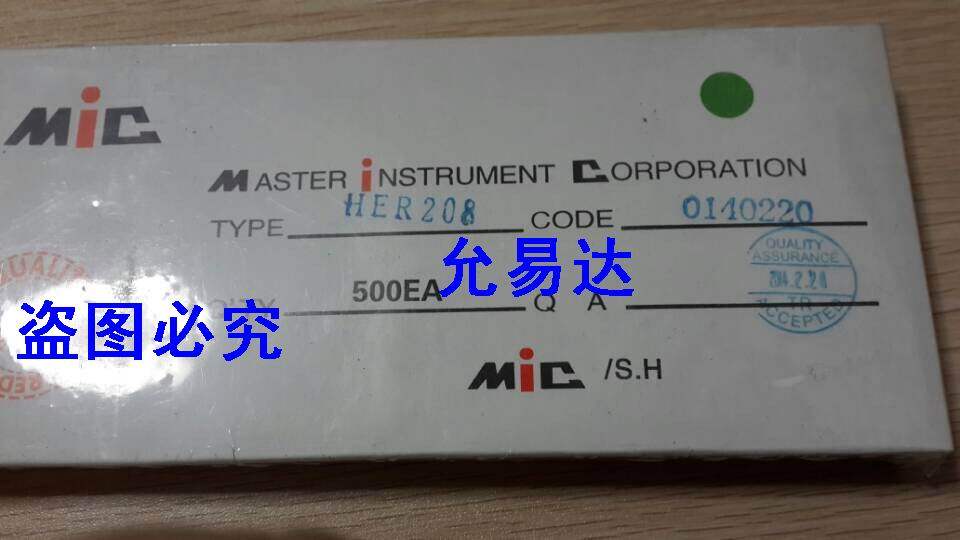 MiC
MASTER iNSTRUMENT CORPORATION
TYPE HER208 CODE 0140220
允易达
QUALITY
ASSURANCE
ACCEPTED
500EA Q A
盗图必究
MiC /S.H